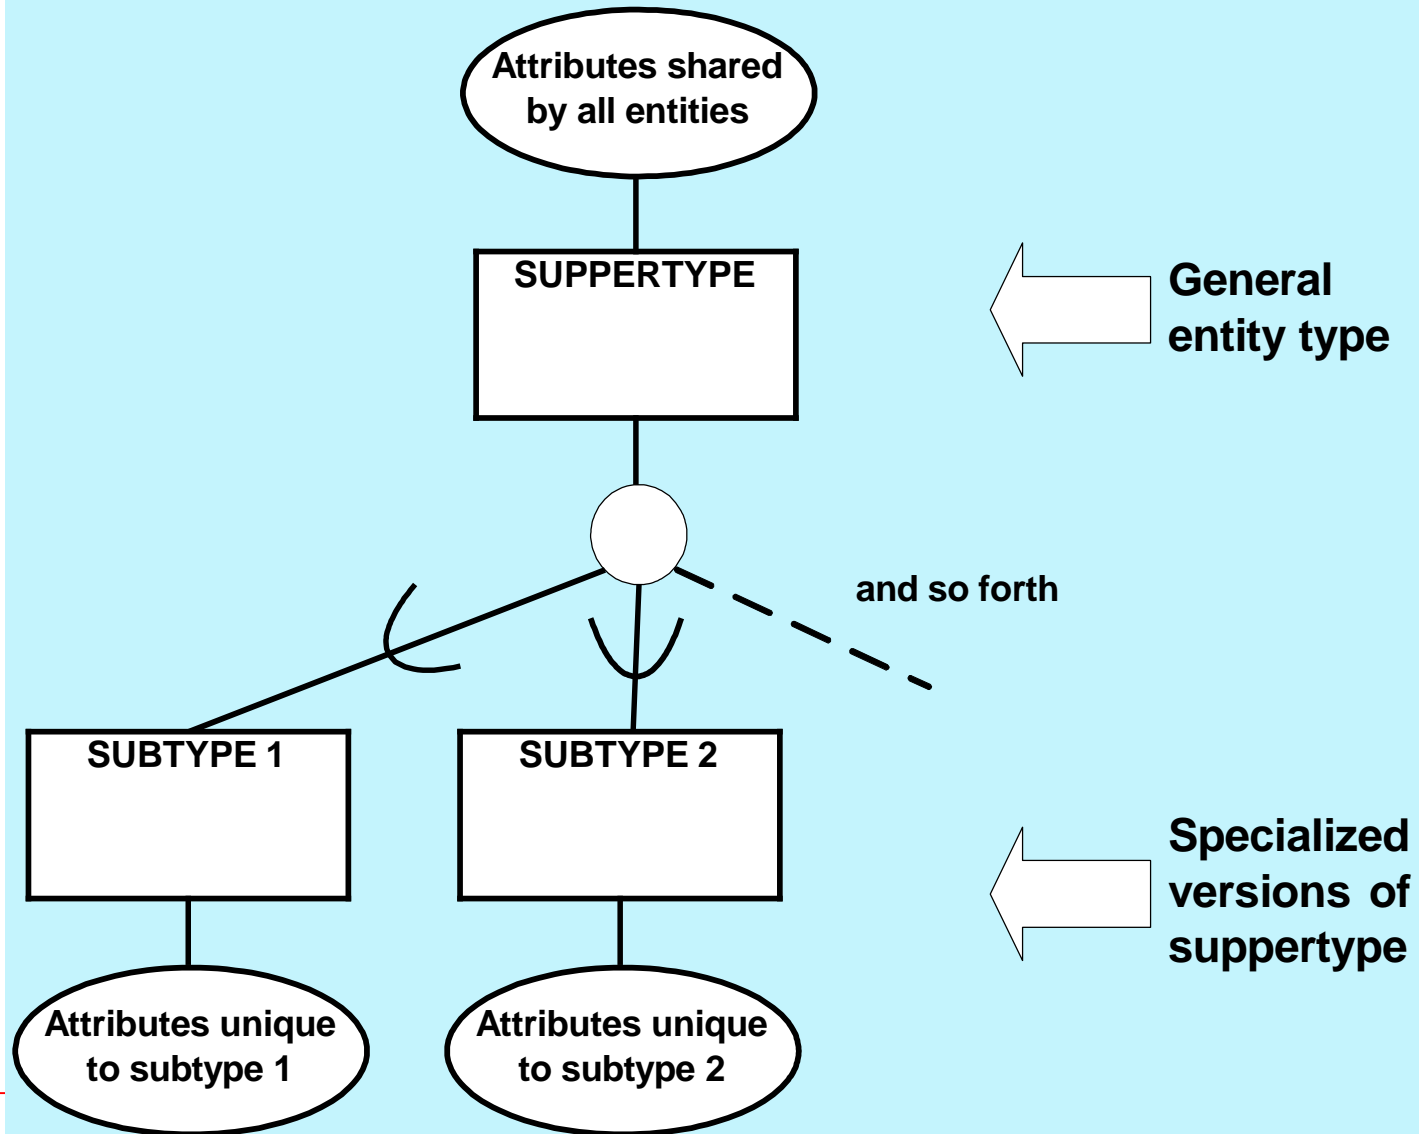 Attributes shared
by all entities
SUPPERTYPE
General
entity type
and so forth
SUBTYPE 1
SUBTYPE 2
Specialized
versions of
suppertype
Attributes unique
to subtype 1
Attributes unique
to subtype 2